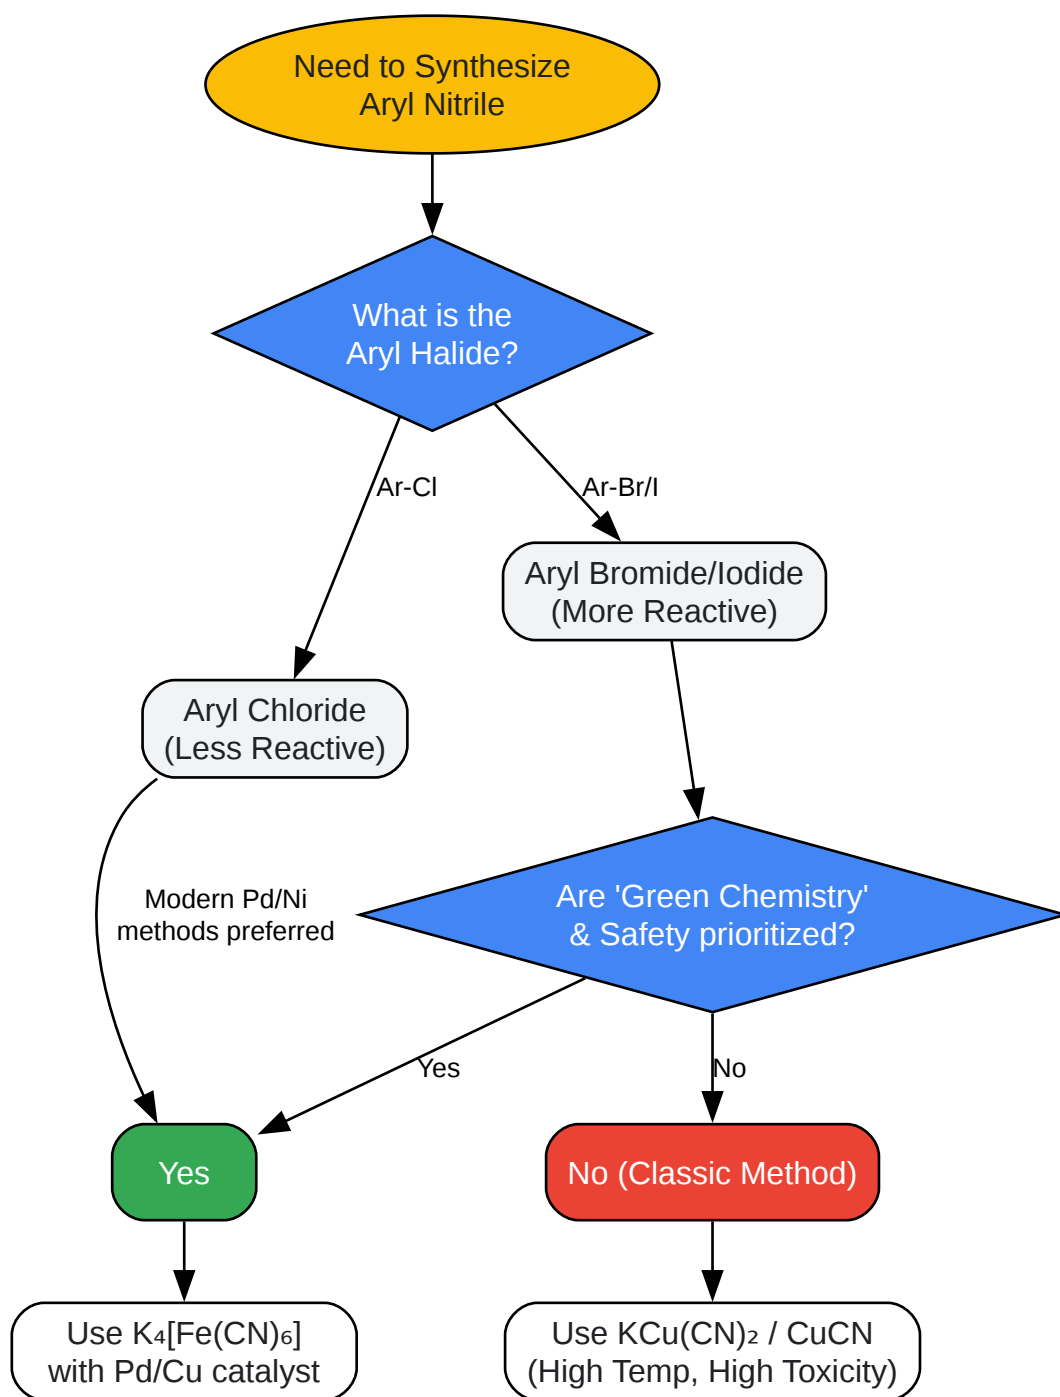 Need to Synthesize
Aryl Nitrile
What is the
Aryl Halide?
Ar-Cl
Ar-Br/I
Aryl Bromide/Iodide
(More Reactive)
Aryl Chloride
(Less Reactive)
Modern Pd/Ni
methods preferred
Are 'Green Chemistry'
& Safety prioritized?
Yes
No
Yes
No (Classic Method)
Use K₄[Fe(CN)₆]
with Pd/Cu catalyst
Use KCu(CN)₂ / CuCN
(High Temp, High Toxicity)